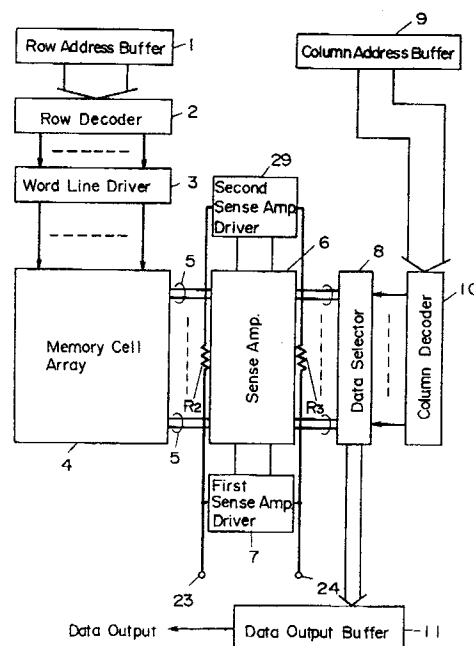 Row Address Buffer
1
9
Column Address Buffer
Row Decoder
2
Word Line Driver
3
29
Second
Sense Amp
Driver
6
8
5
10
Memory Cell
Array
R2
Sense Amp.
R3
Data Selector
Column Decoder
4
5
First
Sense Amp
Driver
7
23
24
Data Output
Data Output Buffer
11